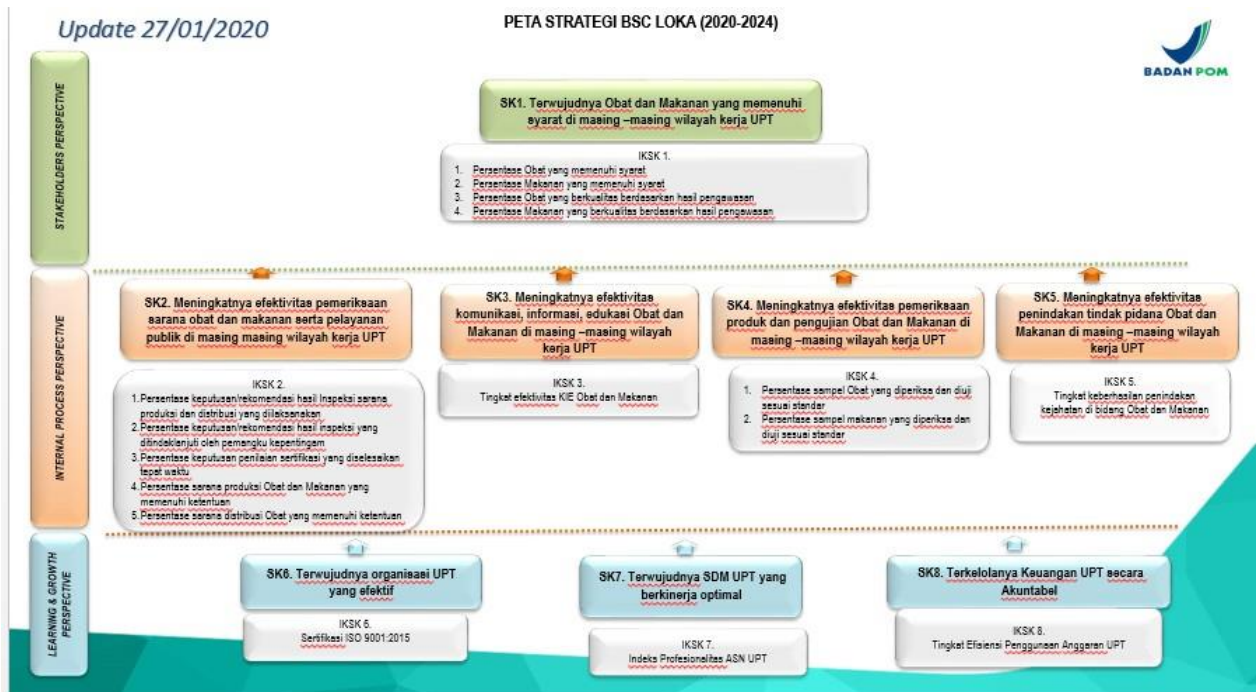 Update 27/01/2020
PETA STRATEGI BSC LOKA (2020-2024)
BADAN POM
STAKEHOLDERS PERSPECTIVE
SK1. Terwujudnya Obat dan Makanan yang memenuhi
syarat di masing –masing wilayah kerja UPT
IKSK 1.
1. Persentase Obat yang memenuhi syarat
2. Persentase Makanan yang memenuhi syarat
3. Persentase Obat yang berkualitas berdasarkan hasil pengawasan
4. Persentase Makanan yang berkualitas berdasarkan hasil pengawasan
INTERNAL PROCESS PERSPECTIVE
SK2. Meningkatnya efektivitas pemeriksaan
sarana obat dan makanan serta pelayanan
publik di masing masing wilayah kerja UPT
IKSK 2.
1.Persentase keputusan/rekomendasi hasil Inspeksi sarana
produksi dan distribusi yang dilaksanakan
2.Persentase keputusan/rekomendasi hasil inspeksi yang
ditindaklanjuti oleh pemangku kepentingam
3.Persentase keputusan penilaian sertifikasi yang diselesaikan
tepat waktu
4.Persentase sarana produksi Obat dan Makanan yang
memenuhi ketentuan
5.Persentase sarana distribusi Obat yang memenuhi ketentuan
SK3. Meningkatnya efektivitas
komunikasi, informasi, edukasi Obat dan
Makanan di masing –masing wilayah
kerja UPT
IKSK 3.
Tingkat efektivitas KIE Obat dan Makanan
SK4. Meningkatnya efektivitas pemeriksaan
produk dan pengujian Obat dan Makanan di
masing –masing wilayah kerja UPT
IKSK 4.
1. Persentase sampel Obat yang diperiksa dan diuji
sesuai standar
2. Persentase sampel makanan yang diperiksa dan
diuji sesuai standar
SK5. Meningkatnya efektivitas
penindakan tindak pidana Obat dan
Makanan di masing –masing wilayah
kerja UPT
IKSK 5.
Tingkat keberhasilan penindakan
kejahatan di bidang Obat dan Makanan
LEARNING & GROWTH
PERSPECTIVE
SK6. Terwujudnya organisasi UPT
yang efektif
IKSK 6.
Sertifikasi ISO 9001:2015
SK7. Terwujudnya SDM UPT yang
berkinerja optimal
IKSK 7.
Indeks Profesionalitas ASN UPT
SK8. Terkelolanya Keuangan UPT secara
Akuntabel
IKSK 8.
Tingkat Efisiensi Penggunaan Anggaran UPT